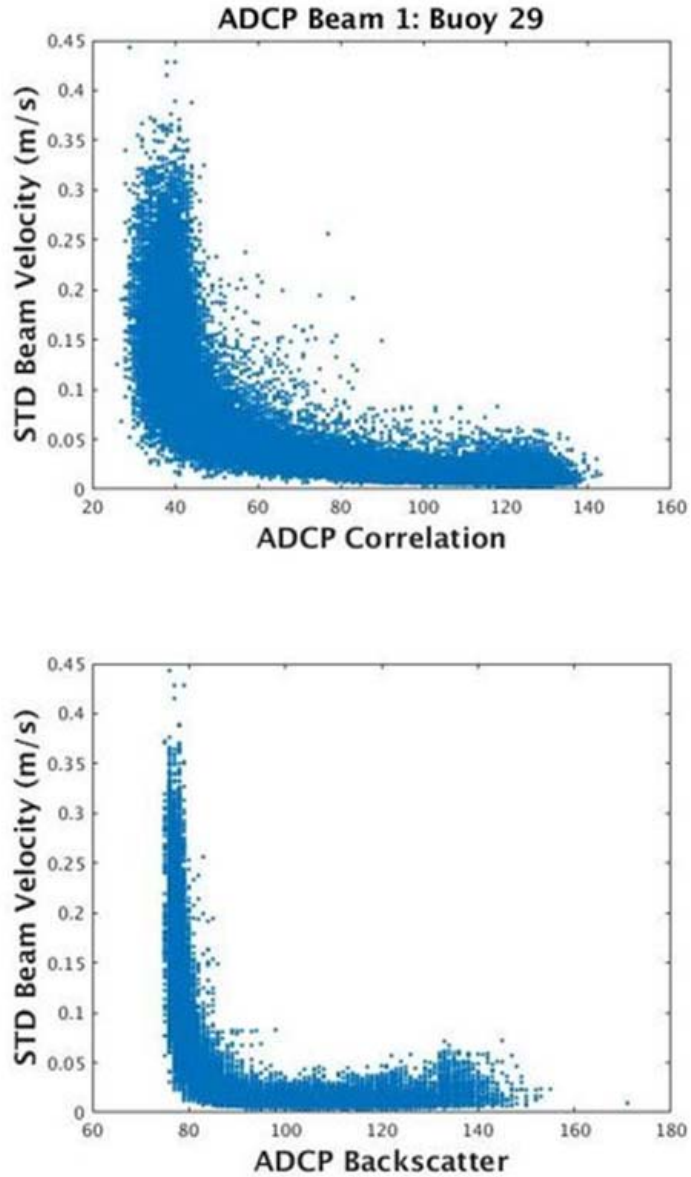 ADCP Beam 1: Buoy 29
0.45
0.4
0.35
0.3
0.25
0.2
0.15
0.1
0.05
0
STD Beam Velocity (m/s)
20 40 60 80 100 120 140 160
ADCP Correlation
0.45
0.4
0.35
0.3
0.25
0.2
0.15
0.1
0.05
0
STD Beam Velocity (m/s)
60 80 100 120 140 160 180
ADCP Backscatter